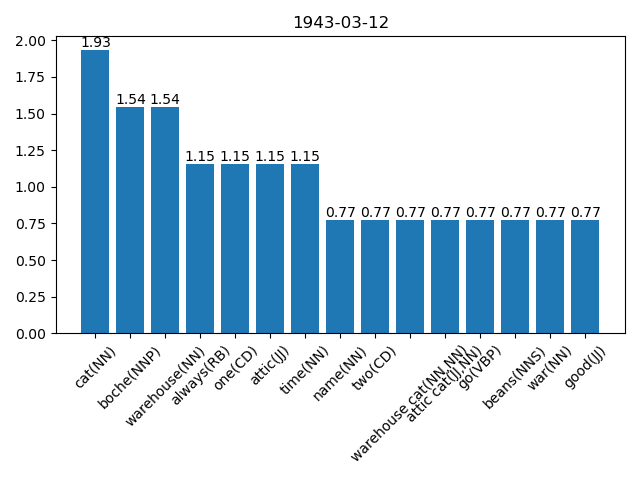 1943-03-12
2.00
1.75
1.50
1.25
1.00
0.75
0.50
0.25
0.00
1.93
1.54
1.54
1.15
1.15
1.15
1.15
0.77
0.77
0.77
0.77
0.77
0.77
0.77
0.77
cat(NN)
boche(NNP)
warehouse(NN)
always(RB)
one(CD)
attic(JJ)
time(NN)
name(NN)
two(CD)
warehouse cat(NN,NN)
attic cat(JJ,NN)
go(VBP)
beans(NNS)
war(NN)
good(JJ)